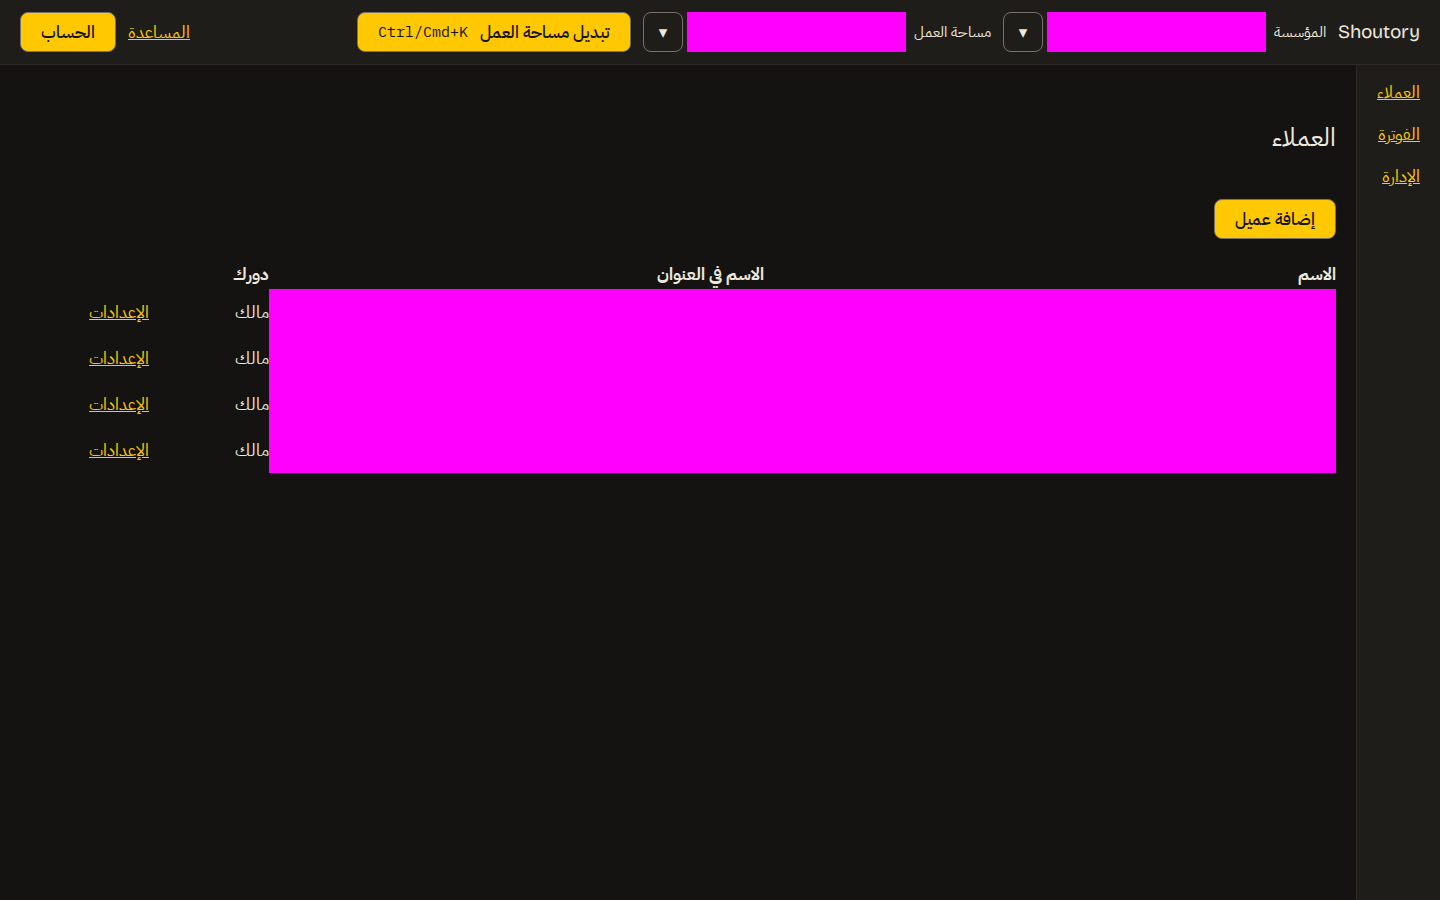 Shoutory المؤسسة ▼ مساحة العمل ▼ تبديل مساحة العمل Ctrl/Cmd+K المساعدة الحساب
العملاء
الفوترة
الإدارة
العملاء
إضافة عميل
الاسم الاسم في العنوان دورك
مالك الإعدادات
مالك الإعدادات
مالك الإعدادات
مالك الإعدادات